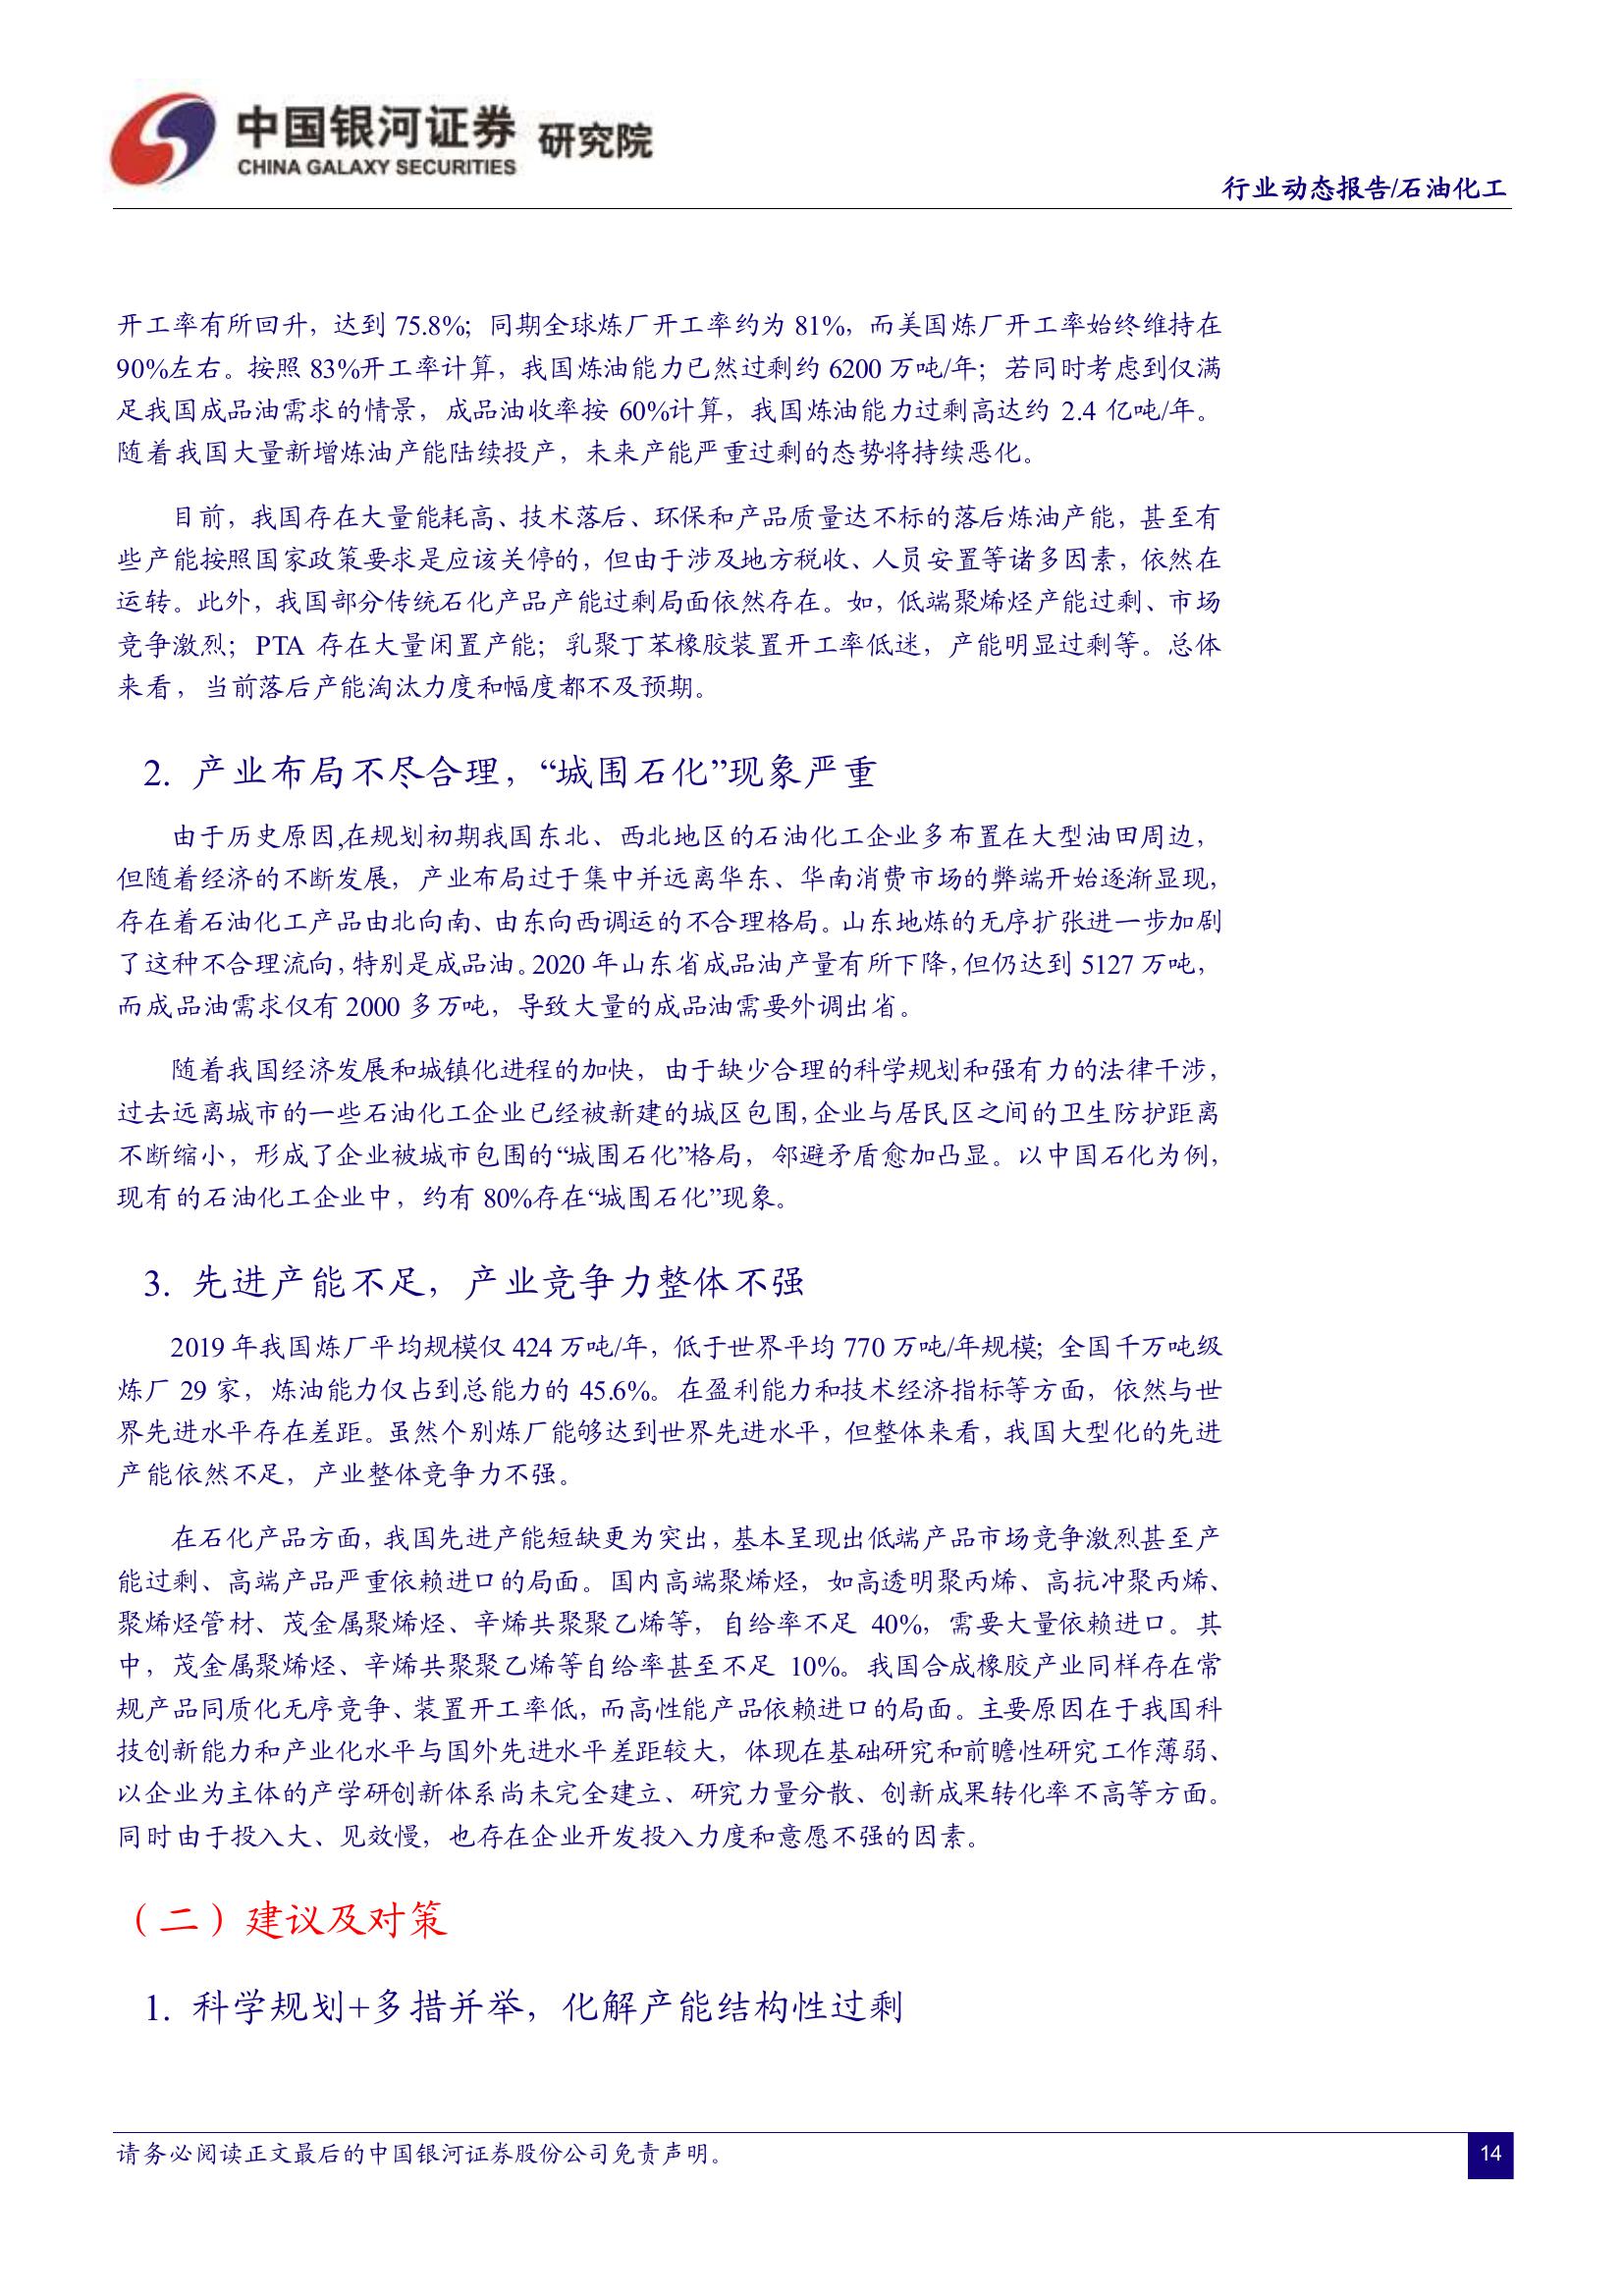 中国银河证券 研究院
CHINA GALAXY SECURITIES
行业动态报告/石油化工
开工率有所回升，达到 75.8%；同期全球炼厂开工率约为 81%，而美国炼厂开工率始终维持在
90%左右。按照 83%开工率计算，我国炼油能力已然过剩约 6200 万吨/年；若同时考虑到仅满
足我国成品油需求的情景，成品油收率按 60%计算，我国炼油能力过剩高达约 2.4 亿吨/年。
随着我国大量新增炼油产能陆续投产，未来产能严重过剩的态势将持续恶化。
目前，我国存在大量能耗高、技术落后、环保和产品质量达不标的落后炼油产能，甚至有
些产能按照国家政策要求是应该关停的，但由于涉及地方税收、人员安置等诸多因素，依然在
运转。此外，我国部分传统石化产品产能过剩局面依然存在。如，低端聚烯烃产能过剩、市场
竞争激烈；PTA 存在大量闲置产能；乳聚丁苯橡胶装置开工率低迷，产能明显过剩等。总体
来看，当前落后产能淘汰力度和幅度都不及预期。
2. 产业布局不尽合理，“城围石化”现象严重
由于历史原因,在规划初期我国东北、西北地区的石油化工企业多布置在大型油田周边，
但随着经济的不断发展，产业布局过于集中并远离华东、华南消费市场的弊端开始逐渐显现，
存在着石油化工产品由北向南、由东向西调运的不合理格局。山东地炼的无序扩张进一步加剧
了这种不合理流向，特别是成品油。2020 年山东省成品油产量有所下降，但仍达到 5127 万吨，
而成品油需求仅有 2000 多万吨，导致大量的成品油需要外调出省。
随着我国经济发展和城镇化进程的加快，由于缺少合理的科学规划和强有力的法律干涉，
过去远离城市的一些石油化工企业已经被新建的城区包围，企业与居民区之间的卫生防护距离
不断缩小，形成了企业被城市包围的“城围石化”格局，邻避矛盾愈加凸显。以中国石化为例，
现有的石油化工企业中，约有 80%存在“城围石化”现象。
3. 先进产能不足，产业竞争力整体不强
2019 年我国炼厂平均规模仅 424 万吨/年，低于世界平均 770 万吨/年规模；全国千万吨级
炼厂 29 家，炼油能力仅占到总能力的 45.6%。在盈利能力和技术经济指标等方面，依然与世
界先进水平存在差距。虽然个别炼厂能够达到世界先进水平，但整体来看，我国大型化的先进
产能依然不足，产业整体竞争力不强。
在石化产品方面，我国先进产能短缺更为突出，基本呈现出低端产品市场竞争激烈甚至产
能过剩、高端产品严重依赖进口的局面。国内高端聚烯烃，如高透明聚丙烯、高抗冲聚丙烯、
聚烯烃管材、茂金属聚烯烃、辛烯共聚聚乙烯等，自给率不足 40%，需要大量依赖进口。其
中，茂金属聚烯烃、辛烯共聚聚乙烯等自给率甚至不足 10%。我国合成橡胶产业同样存在常
规产品同质化无序竞争、装置开工率低，而高性能产品依赖进口的局面。主要原因在于我国科
技创新能力和产业化水平与国外先进水平差距较大，体现在基础研究和前瞻性研究工作薄弱、
以企业为主体的产学研创新体系尚未完全建立、研究力量分散、创新成果转化率不高等方面。
同时由于投入大、见效慢，也存在企业开发投入力度和意愿不强的因素。
（二）建议及对策
1. 科学规划+多措并举，化解产能结构性过剩
请务必阅读正文最后的中国银河证券股份公司免责声明。
14